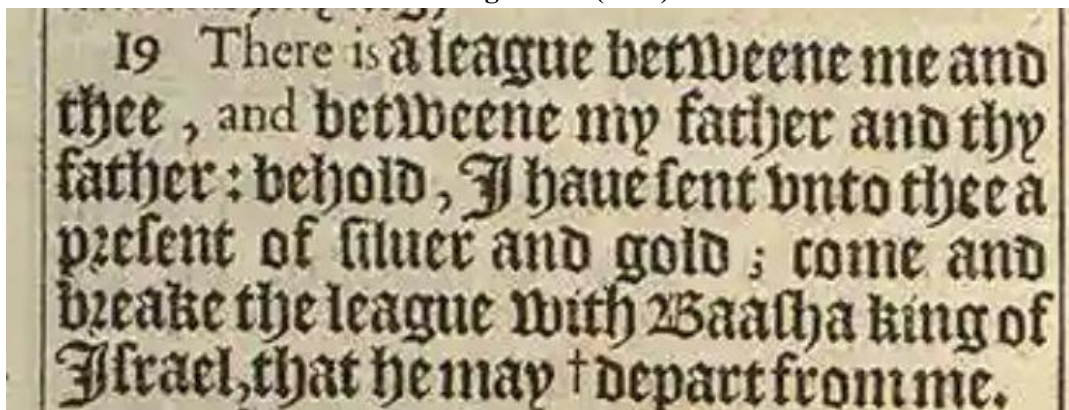 19 There is a league betweene me and
thee, and betweene my father and thy
father: behold, I haue sent vnto thee a
present of siluer and gold; come and
breake the league with Baasha king of
Israel, that he may † depart from me.